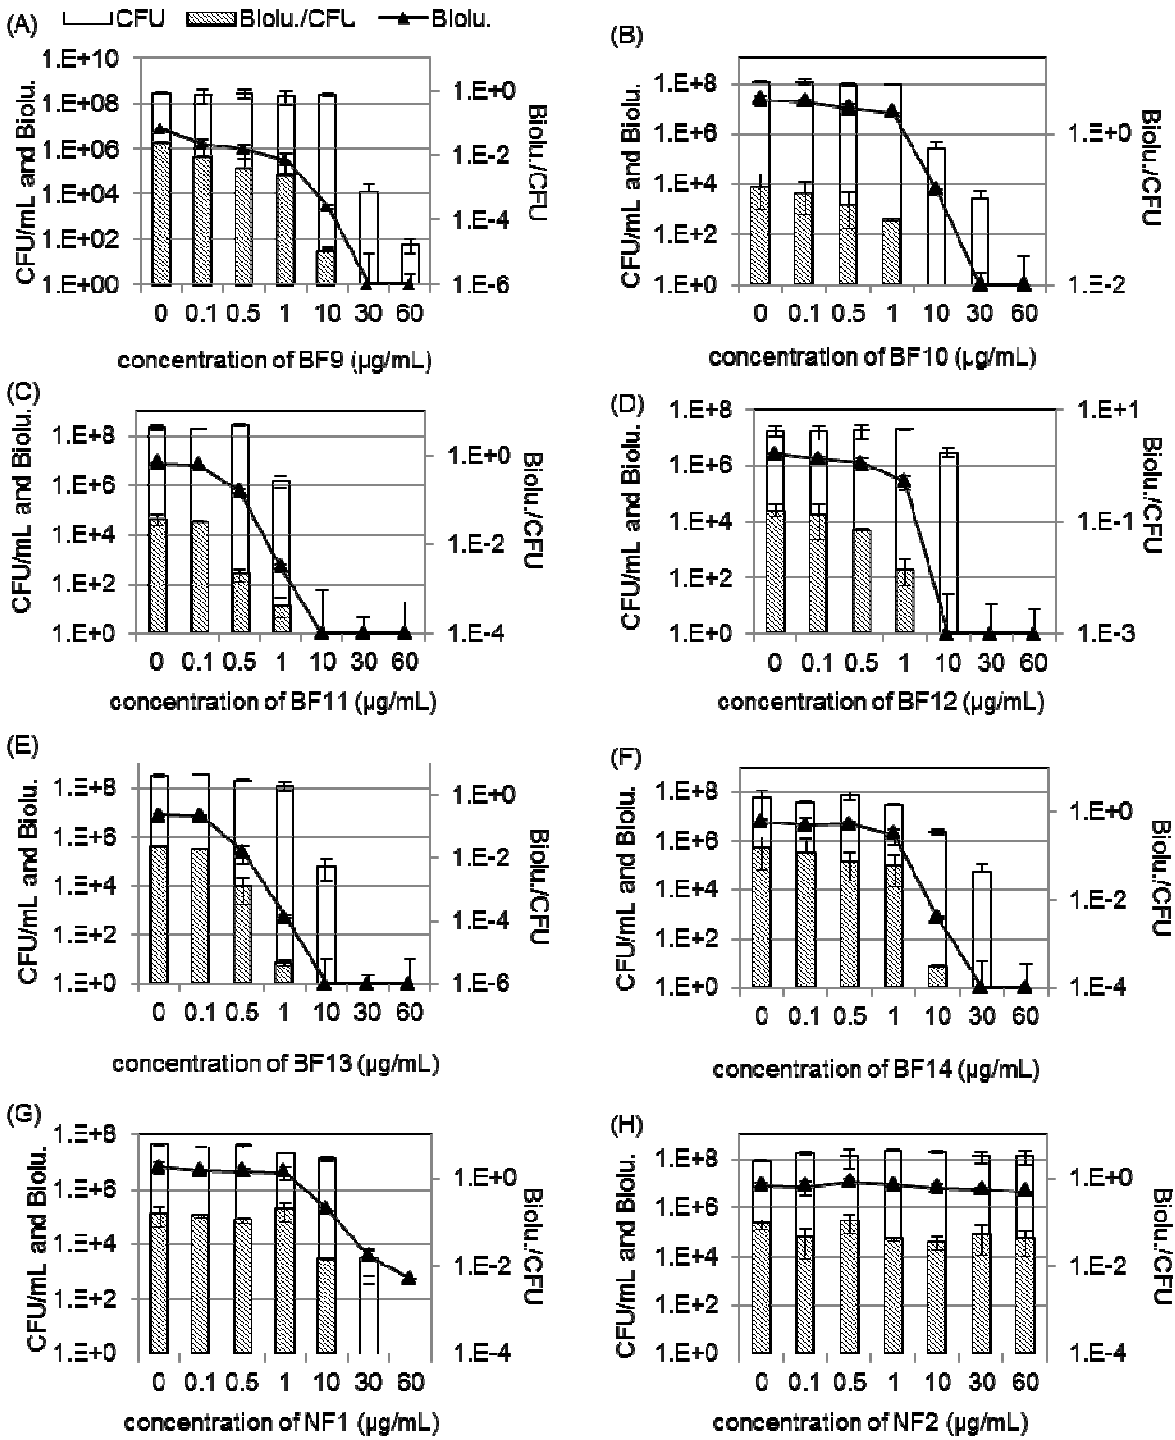 (A) CFU Biolu./CFU Biolu.
1.E+10
1.E+08
1.E+06
1.E+04
1.E+02
1.E+00
CFU/mL and Biolu.
1.E+0
1.E-2
1.E-4
1.E-6
Biolu./CFU
0 0.1 0.5 1 10 30 60
concentration of BF9 (µg/mL)
(B)
1.E+8
1.E+6
1.E+4
1.E+2
1.E+0
CFU/mL and Biolu.
1.E+0
1.E-2
Biolu./CFU
0 0.1 0.5 1 10 30 60
concentration of BF10 (µg/mL)
(C)
1.E+8
1.E+6
1.E+4
1.E+2
1.E+0
CFU/mL and Biolu.
1.E+0
1.E-2
1.E-4
Biolu./CFU
0 0.1 0.5 1 10 30 60
concentration of BF11 (µg/mL)
(D)
1.E+8
1.E+6
1.E+4
1.E+2
1.E+0
CFU/mL and Biolu.
1.E+1
1.E-1
1.E-3
Biolu./CFU
0 0.1 0.5 1 10 30 60
concentration of BF12 (µg/mL)
(E)
1.E+8
1.E+6
1.E+4
1.E+2
1.E+0
CFU/mL and Biolu.
1.E+0
1.E-2
1.E-4
1.E-6
Biolu./CFU
0 0.1 0.5 1 10 30 60
concentration of BF13 (µg/mL)
(F)
1.E+8
1.E+6
1.E+4
1.E+2
1.E+0
CFU/mL and Biolu.
1.E+0
1.E-2
1.E-4
Biolu./CFU
0 0.1 0.5 1 10 30 60
concentration of BF14 (µg/mL)
(G)
1.E+8
1.E+6
1.E+4
1.E+2
1.E+0
CFU/mL and Biolu.
1.E+0
1.E-2
1.E-4
Biolu./CFU
0 0.1 0.5 1 10 30 60
concentration of NF1 (µg/mL)
(H)
1.E+8
1.E+6
1.E+4
1.E+2
1.E+0
CFU/mL and Biolu.
1.E+0
1.E-2
1.E-4
Biolu./CFU
0 0.1 0.5 1 10 30 60
concentration of NF2 (µg/mL)